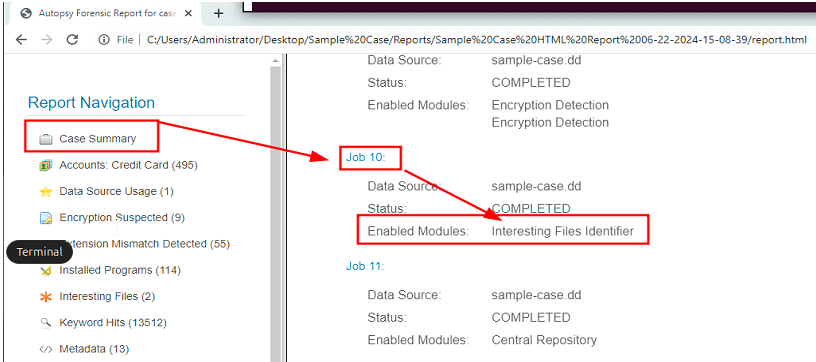 Autopsy Forensic Report for case
File
C:/Users/Administrator/Desktop/Sample%20Case/Reports/Sample%20Case%20HTML%20Report%2006-22-2024-15-08-39/report.html
Report Navigation
Case Summary
Accounts: Credit Card (495)
Data Source Usage (1)
Encryption Suspected (9)
Extension Mismatch Detected (55)
Terminal
Installed Programs (114)
Interesting Files (2)
Keyword Hits (13512)
Metadata (13)
Data Source: sample-case.dd
Status: COMPLETED
Enabled Modules: Encryption Detection
Encryption Detection
Job 10:
Data Source: sample-case.dd
Status: COMPLETED
Enabled Modules: Interesting Files Identifier
Job 11:
Data Source: sample-case.dd
Status: COMPLETED
Enabled Modules: Central Repository